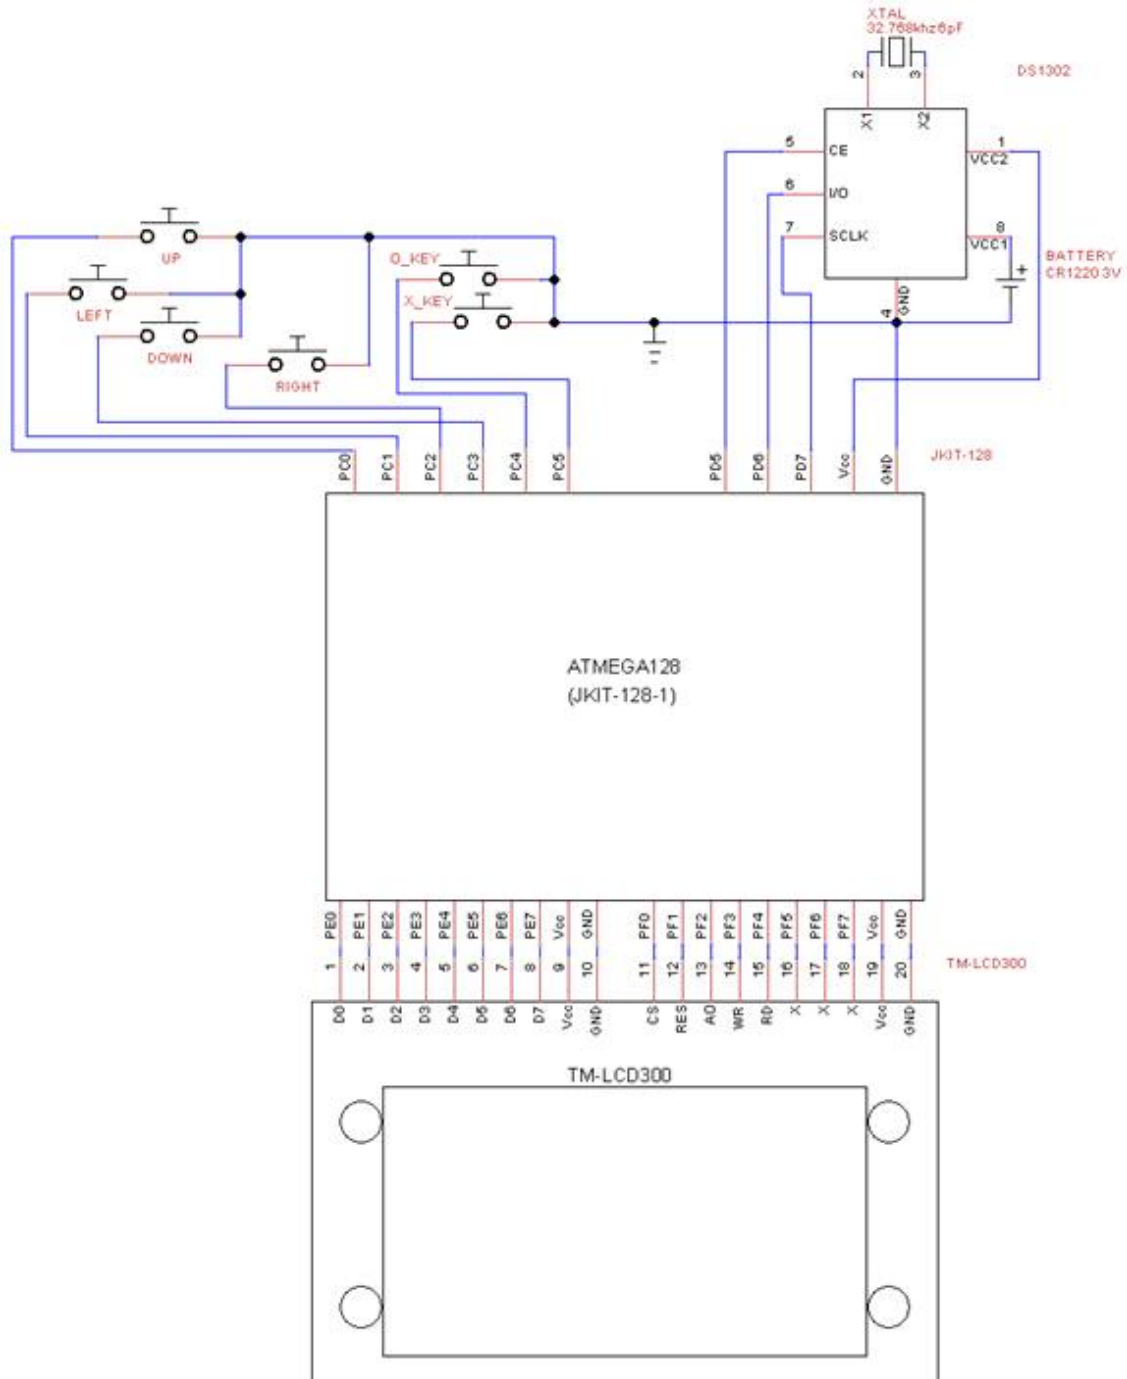 XTAL
32.768khz6pF
DS1302
2
3
X1
X2
5
CE
1
VCC2
6
I/O
7
SCLK
8
VCC1
4
GND
BATTERY
CR1220 3V
UP
LEFT
DOWN
RIGHT
O_KEY
X_KEY
JKIT-128
PC0
PC1
PC2
PC3
PC4
PC5
PD5
PD6
PD7
Vcc
GND
ATMEGA128
(JKIT-128-1)
PE0
PE1
PE2
PE3
PE4
PE5
PE6
PE7
Vcc
GND
PF0
PF1
PF2
PF3
PF4
PF5
PF6
PF7
Vcc
GND
1
2
3
4
5
6
7
8
9
10
11
12
13
14
15
16
17
18
19
20
TM-LCD300
D0
D1
D2
D3
D4
D5
D6
D7
Vcc
GND
CS
RES
A0
WR
RD
X
X
X
Vcc
GND
TM-LCD300